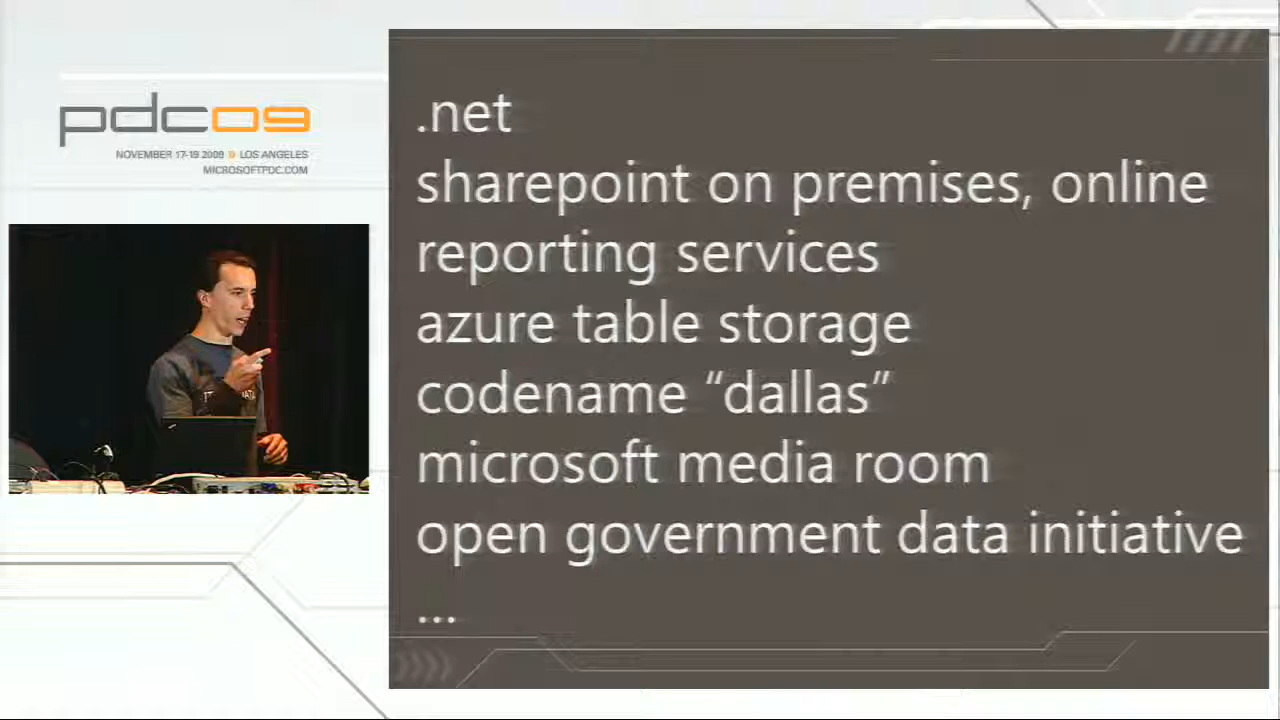 pdc09
NOVEMBER 17-19 2009 » LOS ANGELES
MICROSOFTPDC.COM
.net
sharepoint on premises, online
reporting services
azure table storage
codename “dallas”
microsoft media room
open government data initiative
...